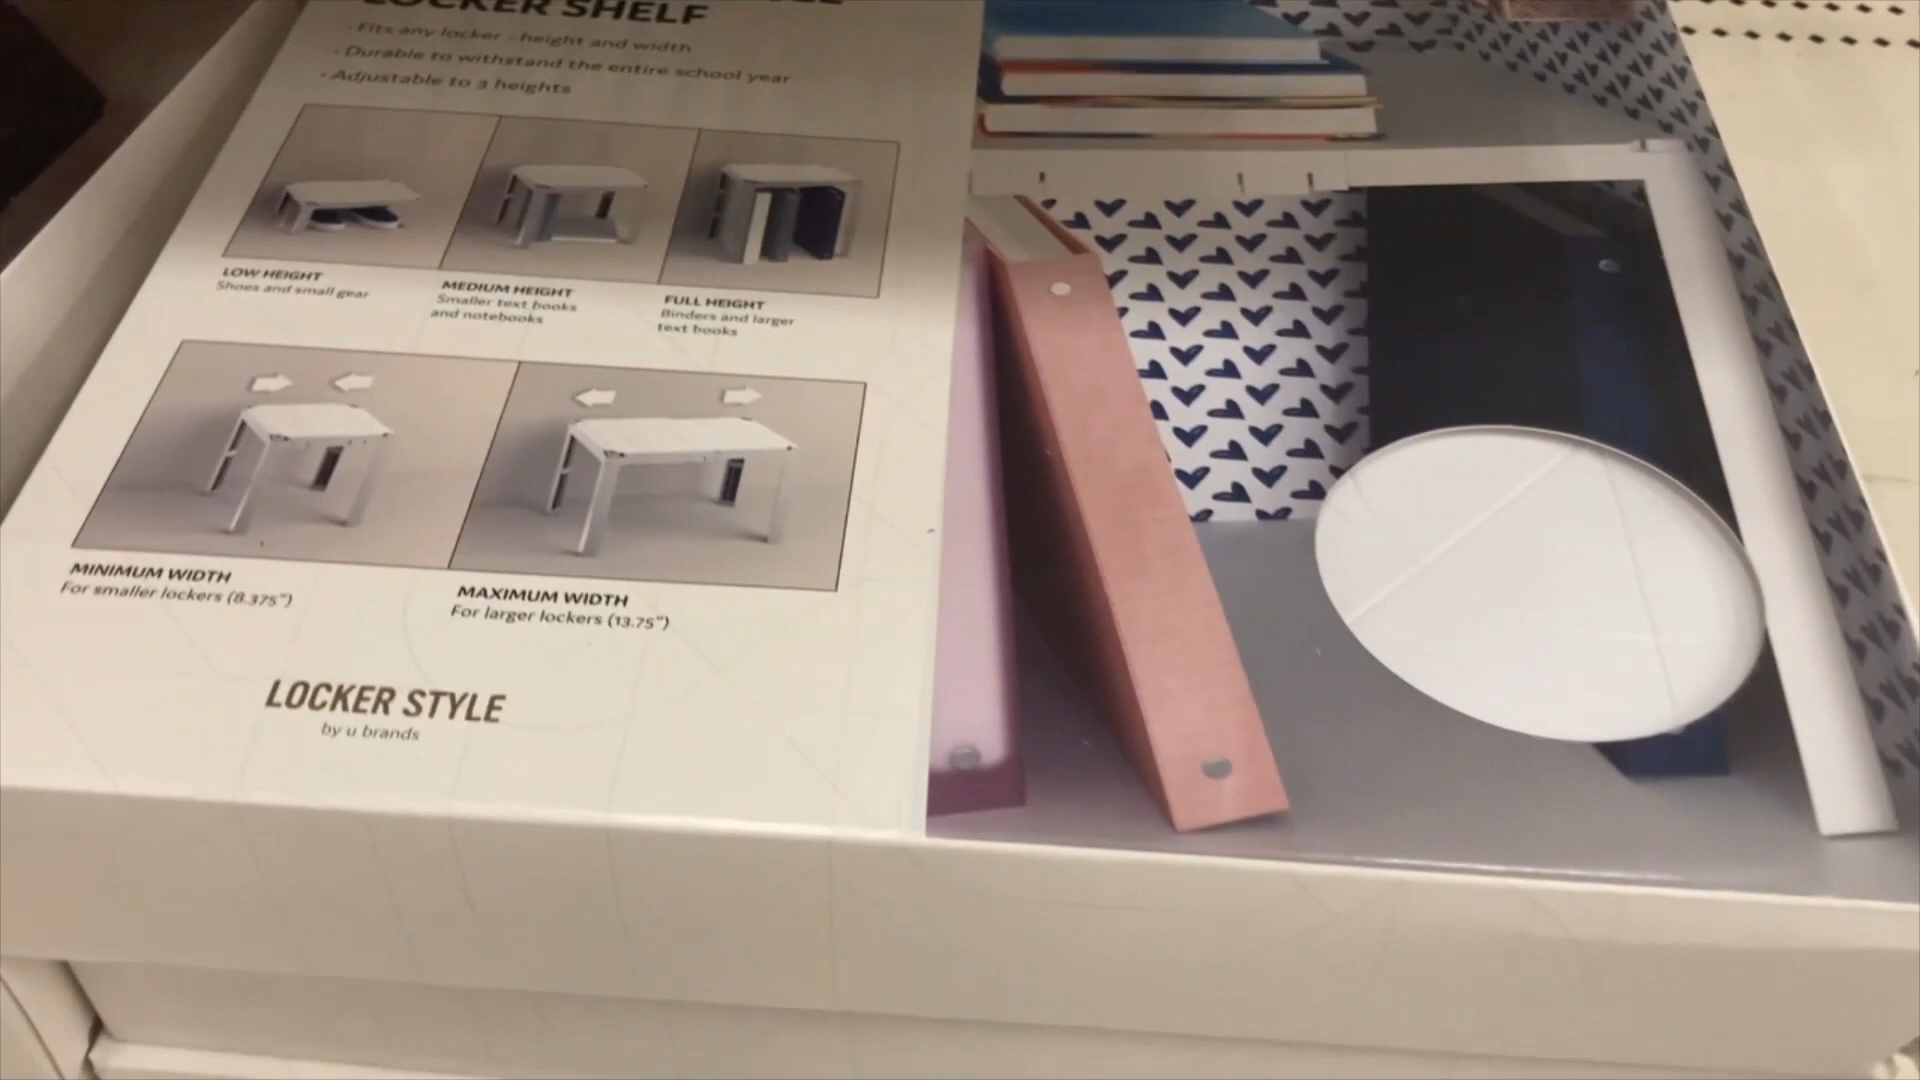 LOCKER SHELF
- Fits any locker - height and width
- Durable to withstand the entire school year
- Adjustable to 3 heights
LOW HEIGHT
Shoes and small gear
MEDIUM HEIGHT
Smaller text books
and notebooks
FULL HEIGHT
Binders and larger
text books
MINIMUM WIDTH
For smaller lockers (8.375")
MAXIMUM WIDTH
For larger lockers (13.75")
LOCKER STYLE
by u brands